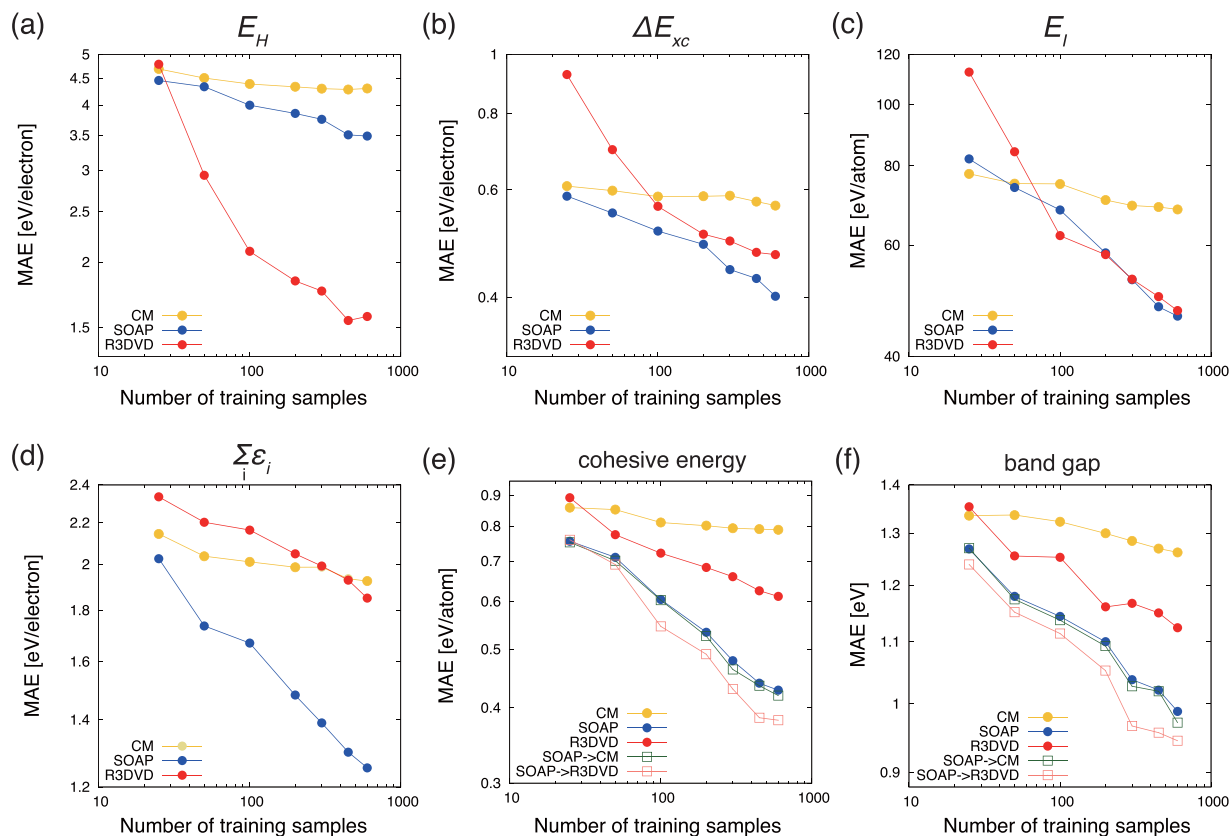 (a)
E_H
5
4.5
4
3.5
3
2.5
2
1.5
MAE [eV/electron]
CM
SOAP
R3DVD
10
100
1000
Number of training samples
(b)
ΔE_xc
1
0.8
0.6
0.4
MAE [eV/electron]
CM
SOAP
R3DVD
10
100
1000
Number of training samples
(c)
E_I
120
100
80
60
40
MAE [eV/atom]
CM
SOAP
R3DVD
10
100
1000
Number of training samples
(d)
Σ_i ε_i
2.4
2.2
2
1.8
1.6
1.4
1.2
MAE [eV/electron]
CM
SOAP
R3DVD
10
100
1000
Number of training samples
(e)
cohesive energy
0.9
0.8
0.7
0.6
0.5
0.4
0.3
MAE [eV/atom]
CM
SOAP
R3DVD
SOAP->CM
SOAP->R3DVD
10
100
1000
Number of training samples
(f)
band gap
1.4
1.3
1.2
1.1
1
0.9
MAE [eV]
CM
SOAP
R3DVD
SOAP->CM
SOAP->R3DVD
10
100
1000
Number of training samples